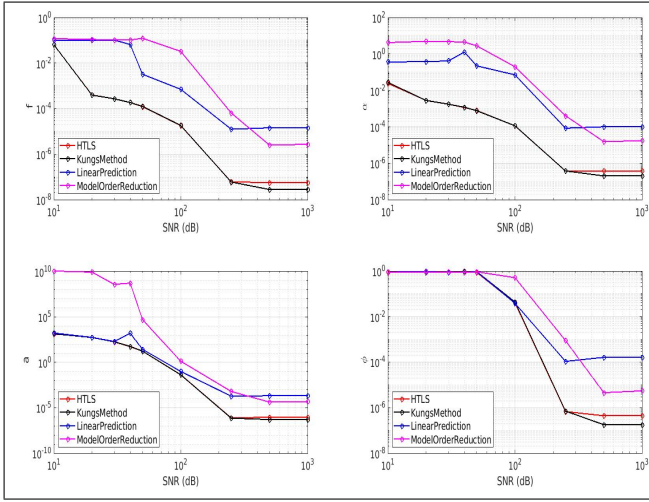 10^0
10^-2
10^-4
10^-6
10^-8
f
HTLS
KungsMethod
LinearPrediction
ModelOrderReduction
10^1 10^2 10^3
SNR (dB)
10^2
10^0
10^-2
10^-4
10^-6
10^-8
α
HTLS
KungsMethod
LinearPrediction
ModelOrderReduction
10^1 10^2 10^3
SNR (dB)
10^10
10^5
10^0
10^-5
10^-10
a
HTLS
KungsMethod
LinearPrediction
ModelOrderReduction
10^1 10^2 10^3
SNR (dB)
10^0
10^-2
10^-4
10^-6
10^-8
HTLS
KungsMethod
LinearPrediction
ModelOrderReduction
10^1 10^2 10^3
SNR (dB)